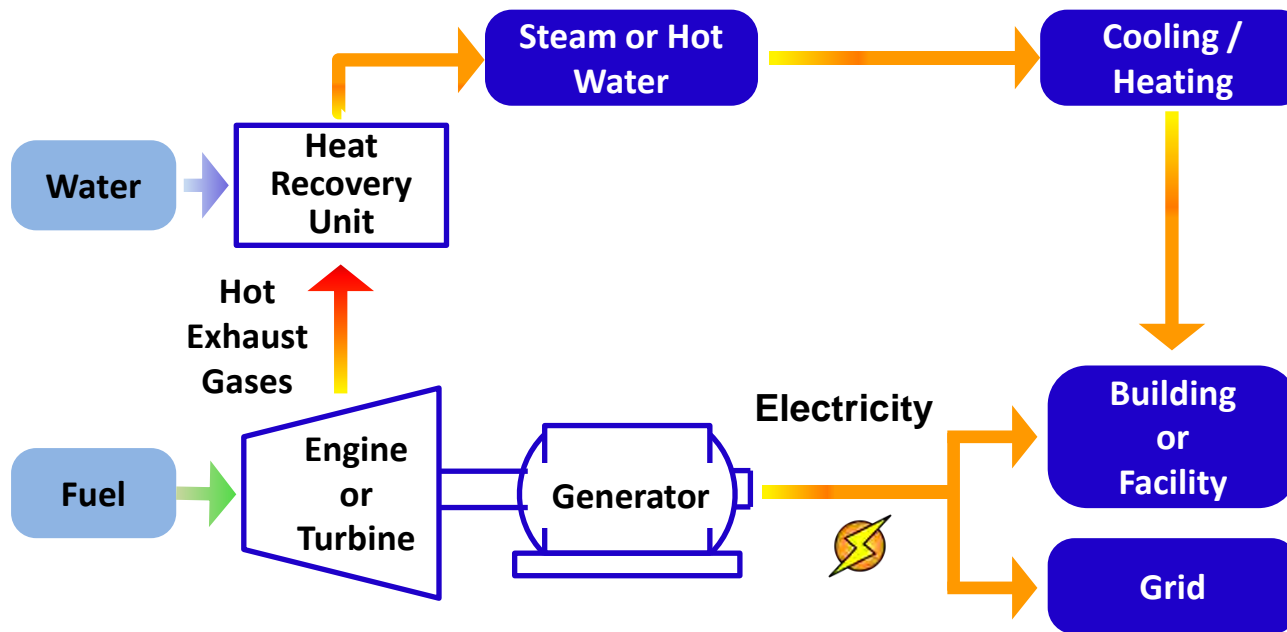 Steam or Hot
Water
Cooling /
Heating
Heat
Recovery
Unit
Water
Hot
Exhaust
Gases
Electricity
Building
or
Facility
Engine
or
Turbine
Fuel
Generator
Grid